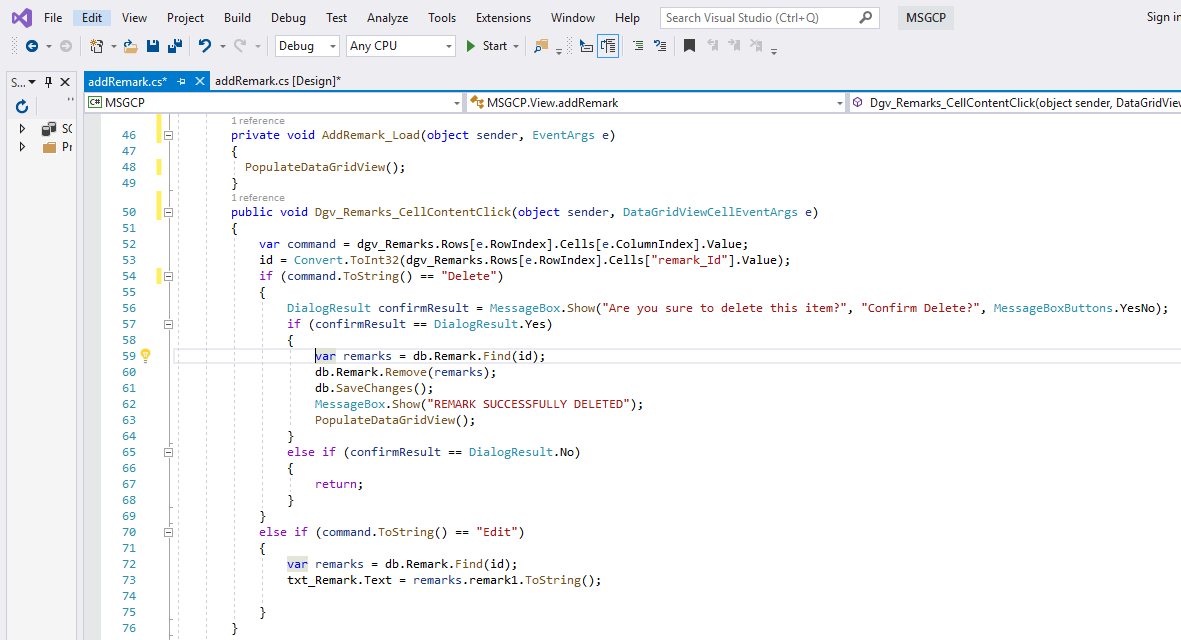 File Edit View Project Build Debug Test Analyze Tools Extensions Window Help Search Visual Studio (Ctrl+Q) MSGCP Sign in
Debug Any CPU Start
S... addRemark.cs* addRemark.cs [Design]*
C# MSGCP MSGCP.View.addRemark Dgv_Remarks_CellContentClick(object sender, DataGridView
1 reference
46 private void AddRemark_Load(object sender, EventArgs e)
47 {
48 PopulateDataGridView();
49 }
1 reference
50 public void Dgv_Remarks_CellContentClick(object sender, DataGridViewCellEventArgs e)
51 {
52 var command = dgv_Remarks.Rows[e.RowIndex].Cells[e.ColumnIndex].Value;
53 id = Convert.ToInt32(dgv_Remarks.Rows[e.RowIndex].Cells["remark_Id"].Value);
54 if (command.ToString() == "Delete")
55 {
56 DialogResult confirmResult = MessageBox.Show("Are you sure to delete this item?", "Confirm Delete?", MessageBoxButtons.YesNo);
57 if (confirmResult == DialogResult.Yes)
58 {
59 var remarks = db.Remark.Find(id);
60 db.Remark.Remove(remarks);
61 db.SaveChanges();
62 MessageBox.Show("REMARK SUCCESSFULLY DELETED");
63 PopulateDataGridView();
64 }
65 else if (confirmResult == DialogResult.No)
66 {
67 return;
68 }
69 }
70 else if (command.ToString() == "Edit")
71 {
72 var remarks = db.Remark.Find(id);
73 txt_Remark.Text = remarks.remark1.ToString();
74
75 }
76 }